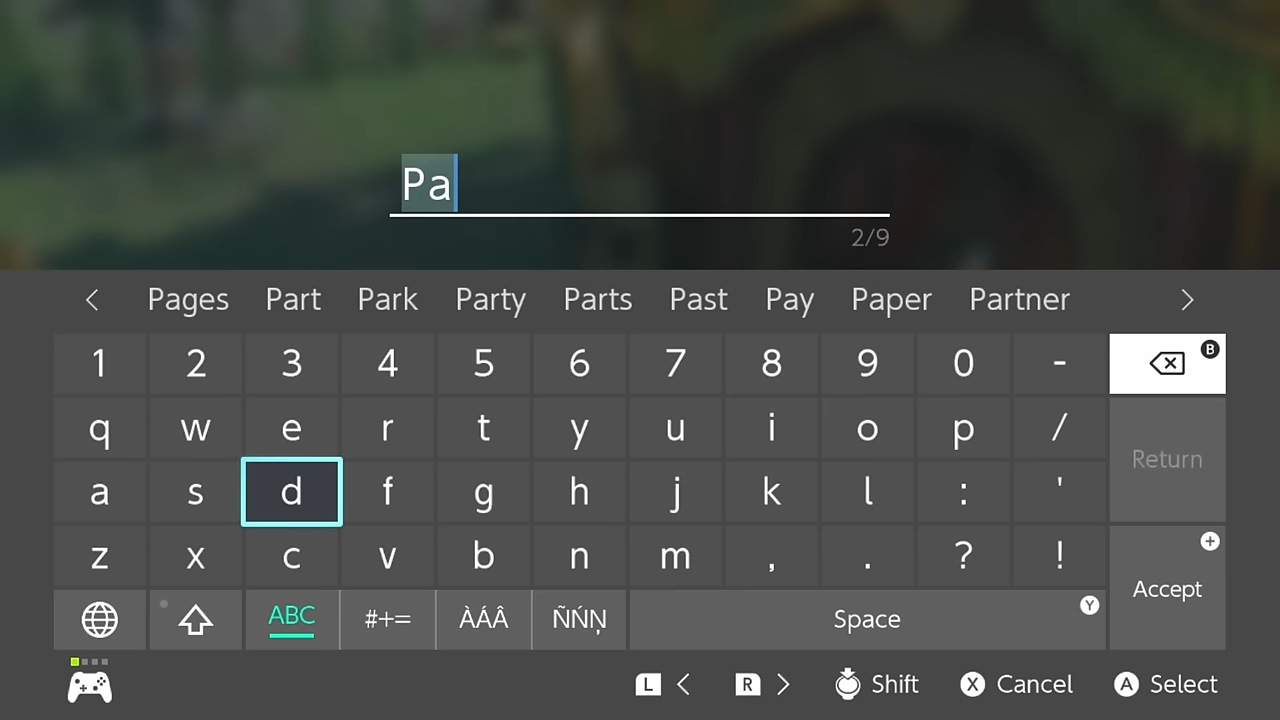 Pa
2/9
< Pages Part Park Party Parts Past Pay Paper Partner >
1 2 3 4 5 6 7 8 9 0 - B
q w e r t y u i o p /
Return
a s d f g h j k l : '
z x c v b n m , . ? ! +
Accept
ABC #+= ÀÁÂ ÑŃŅ Space Y
L < R > Shift X Cancel A Select